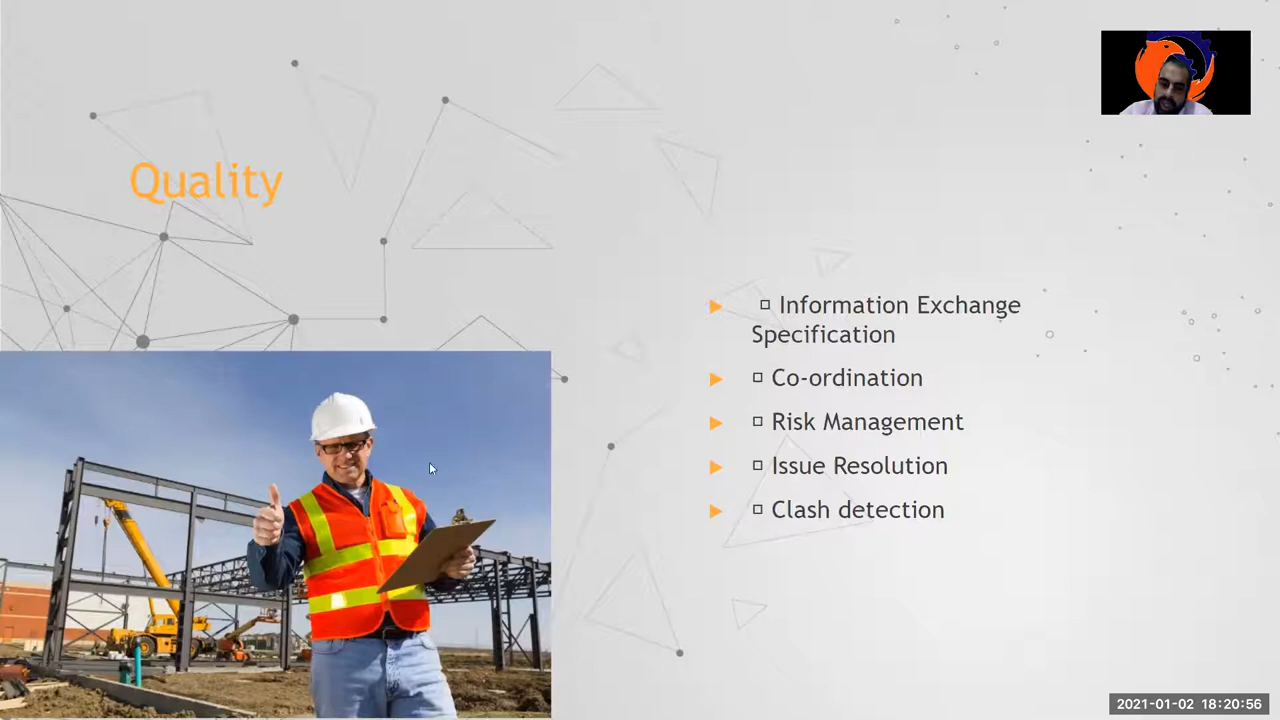 Quality
▶ □ Information Exchange
Specification
▶ □ Co-ordination
▶ □ Risk Management
▶ □ Issue Resolution
▶ □ Clash detection
2021-01-02 18:20:56